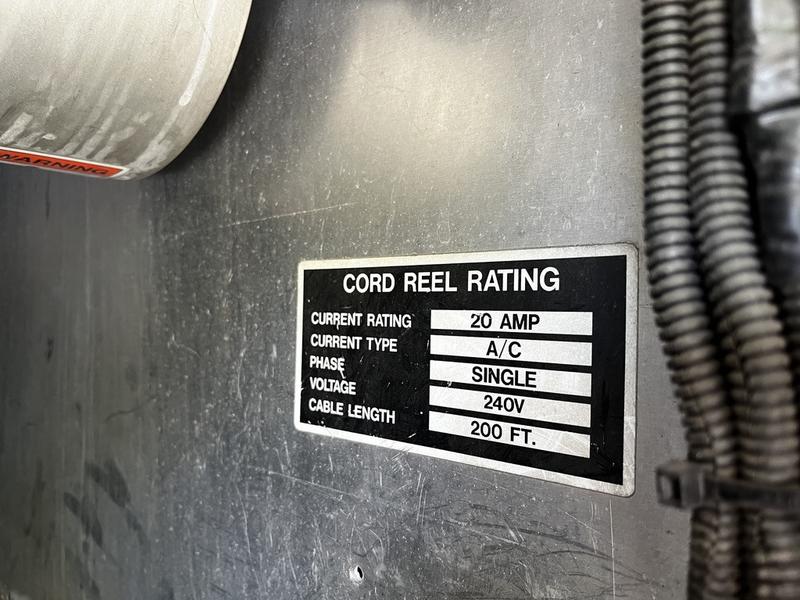 WARNING
CORD REEL RATING
CURRENT RATING 20 AMP
CURRENT TYPE A/C
PHASE SINGLE
VOLTAGE 240V
CABLE LENGTH 200 FT.